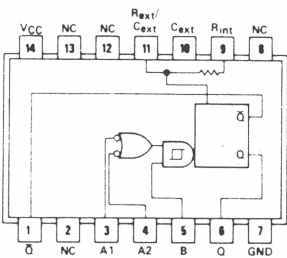 Rext/
VCC NC NC Cext Cext Rint NC
14 13 12 11 10 9 8
Q̄
Q
1 2 3 4 5 6 7
Q̄ NC A1 A2 B Q GND